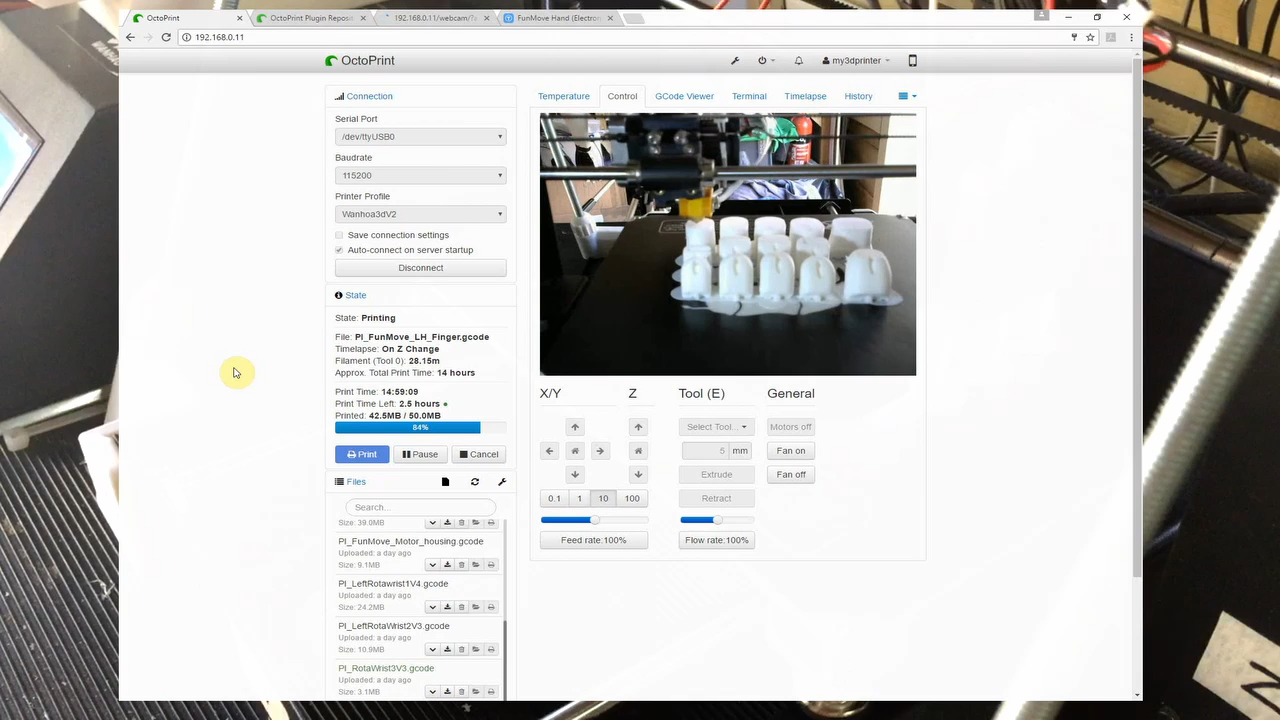 OctoPrint
OctoPrint Plugin Reposi
192.168.0.11/webcam/?a
FunMove Hand (Electron
192.168.0.11
OctoPrint
my3dprinter
Connection
Serial Port
/dev/ttyUSB0
Baudrate
115200
Printer Profile
Wanhoa3dV2
Save connection settings
Auto-connect on server startup
Disconnect
State
State: Printing
File: PI_FunMove_LH_Finger.gcode
Timelapse: On Z Change
Filament (Tool 0): 28.15m
Approx. Total Print Time: 14 hours
Print Time: 14:59:09
Print Time Left: 2.5 hours
Printed: 42.5MB / 50.0MB
84%
Print Pause Cancel
Files
Search...
Size: 39.0MB
PI_FunMove_Motor_housing.gcode
Uploaded: a day ago
Size: 9.1MB
PI_LeftRotawrist1V4.gcode
Uploaded: a day ago
Size: 24.2MB
PI_LeftRotaWrist2V3.gcode
Uploaded: a day ago
Size: 10.9MB
PI_RotaWrist3V3.gcode
Uploaded: a day ago
Size: 3.1MB
Temperature Control GCode Viewer Terminal Timelapse History
X/Y Z Tool (E) General
Select Tool... Motors off
5 mm Fan on
Extrude Fan off
0.1 1 10 100 Retract
Feed rate:100% Flow rate:100%